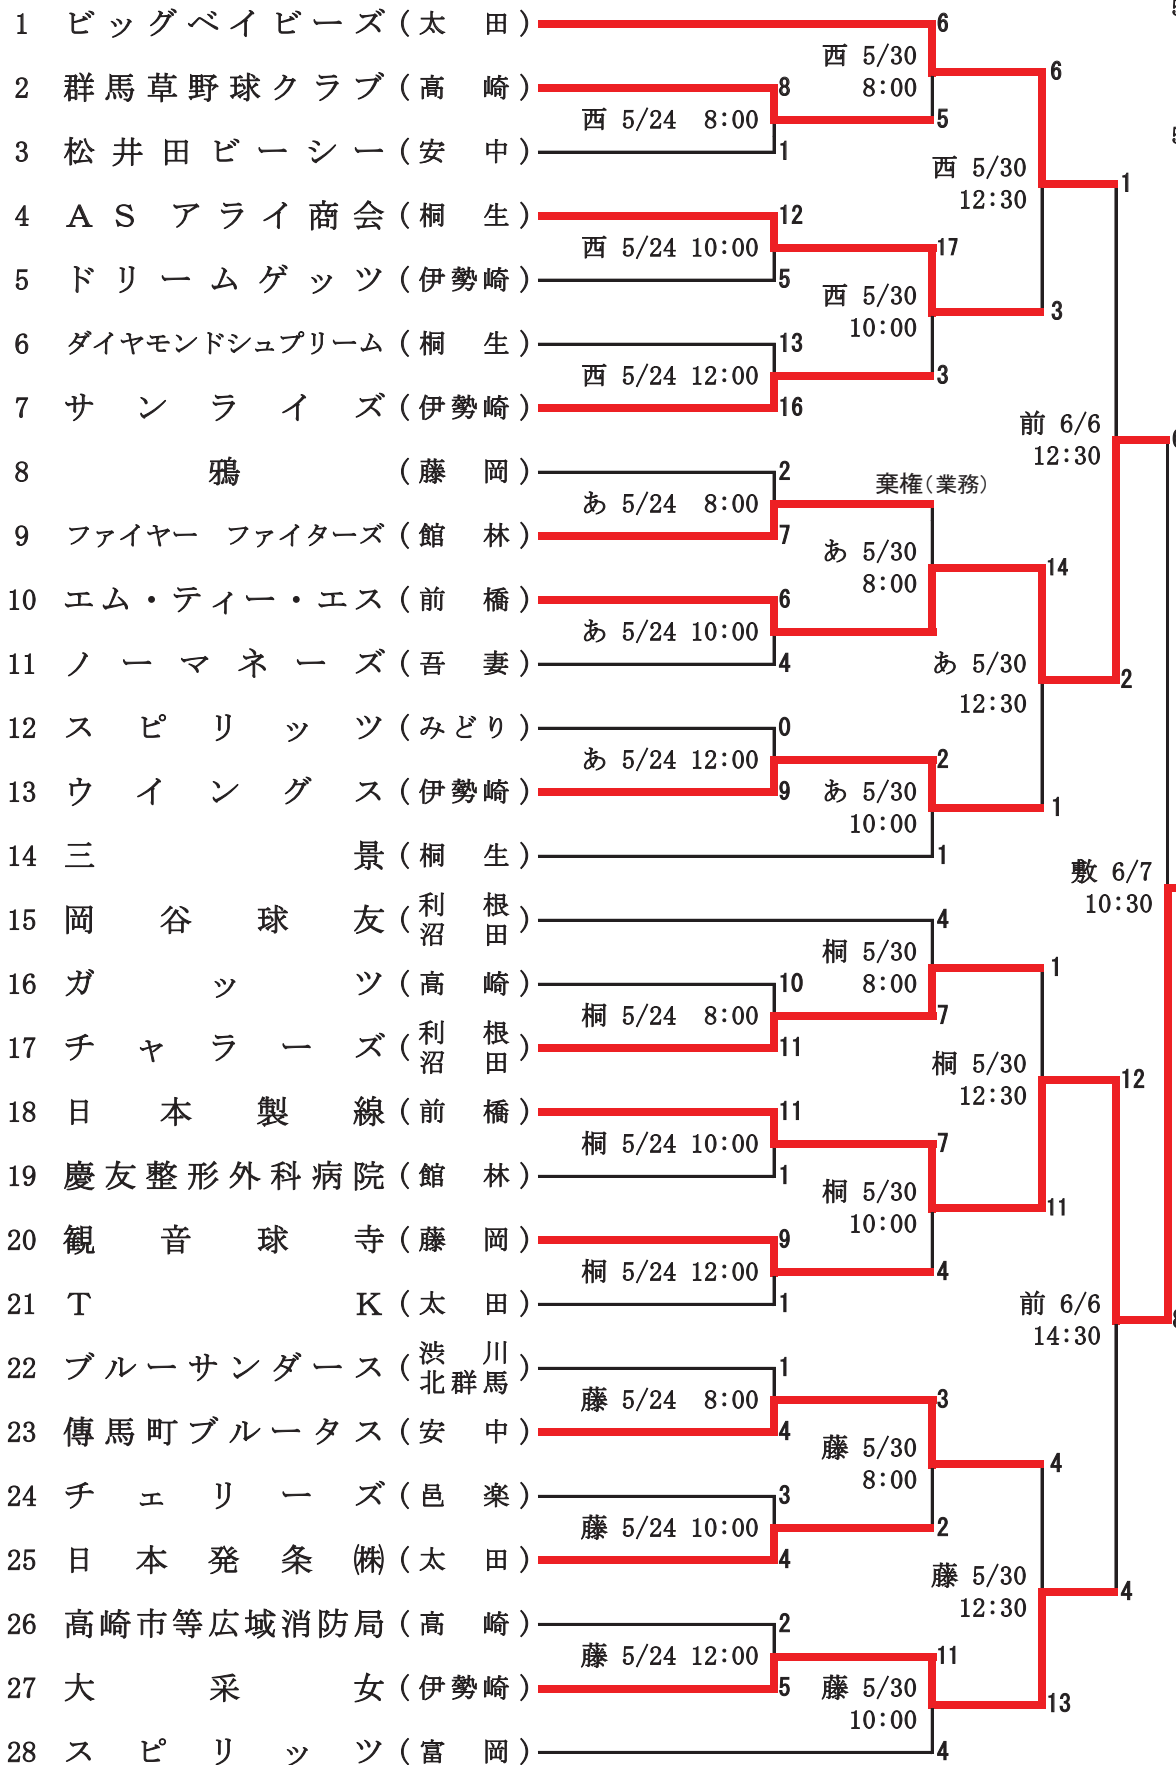 1 ビッグベイビーズ(太田) 6
西 5/30 8:00
6
2 群馬草野球クラブ(高崎) 8
西 5/24 8:00
5
3 松井田ビーシー(安中) 1
西 5/30 12:30
1
4 ASアライ商会(桐生) 12
西 5/24 10:00
17
5 ドリームゲッツ(伊勢崎) 5
西 5/30 10:00
3
6 ダイヤモンドシュプリーム(桐生) 13
西 5/24 12:00
3
7 サンライズ(伊勢崎) 16
前 6/6 12:30
8 鴉(藤岡) 2
棄権(業務)
あ 5/24 8:00
9 ファイヤー ファイターズ(館林) 7
あ 5/30 8:00
14
10 エム・ティー・エス(前橋) 6
あ 5/24 10:00
11 ノーマネーズ(吾妻) 4
あ 5/30 12:30
2
12 スピリッツ(みどり) 0
あ 5/24 12:00
2
13 ウイングス(伊勢崎) 9
あ 5/30 10:00
1
14 三景(桐生) 1
敷 6/7 10:30
15 岡谷球友(利根沼田) 4
桐 5/30 8:00
1
16 ガッツ(高崎) 10
桐 5/24 8:00
7
17 チャラーズ(利根沼田) 11
桐 5/30 12:30
12
18 日本製線(前橋) 11
桐 5/24 10:00
7
19 慶友整形外科病院(館林) 1
桐 5/30 10:00
11
20 観音球寺(藤岡) 9
桐 5/24 12:00
4
21 TK(太田) 1
前 6/6 14:30
22 ブルーサンダース(渋川北群馬) 1
藤 5/24 8:00
3
23 傳馬町ブルータス(安中) 4
藤 5/30 8:00
4
24 チェリーズ(邑楽) 3
藤 5/24 10:00
2
25 日本発条㈱(太田) 4
藤 5/30 12:30
4
26 高崎市等広域消防局(高崎) 2
藤 5/24 12:00
11
27 大采女(伊勢崎) 5
藤 5/30 10:00
13
28 スピリッツ(富岡) 4